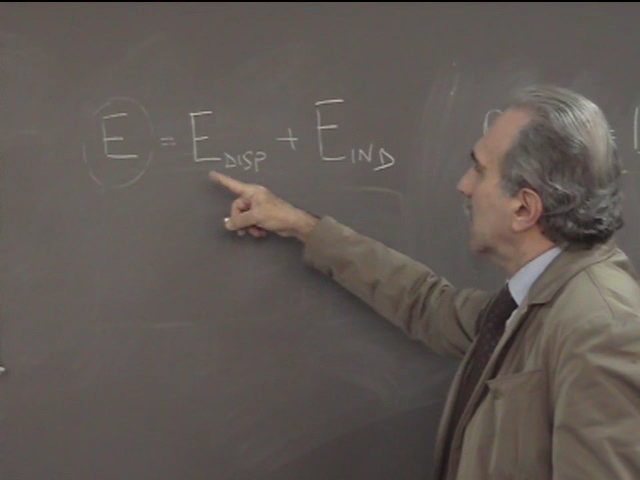 E = E_DISP + E_IND